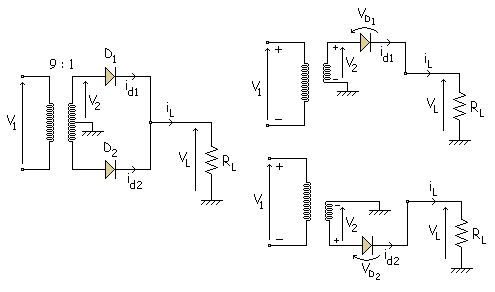 9 : 1
D1
id1
V1
V2
iL
D2
id2
VL
RL
VD1
+
+
id1
iL
V1
V2
−
−
VL
RL
+
V1
−
−
V2
+
iL
VL
RL
id2
VD2